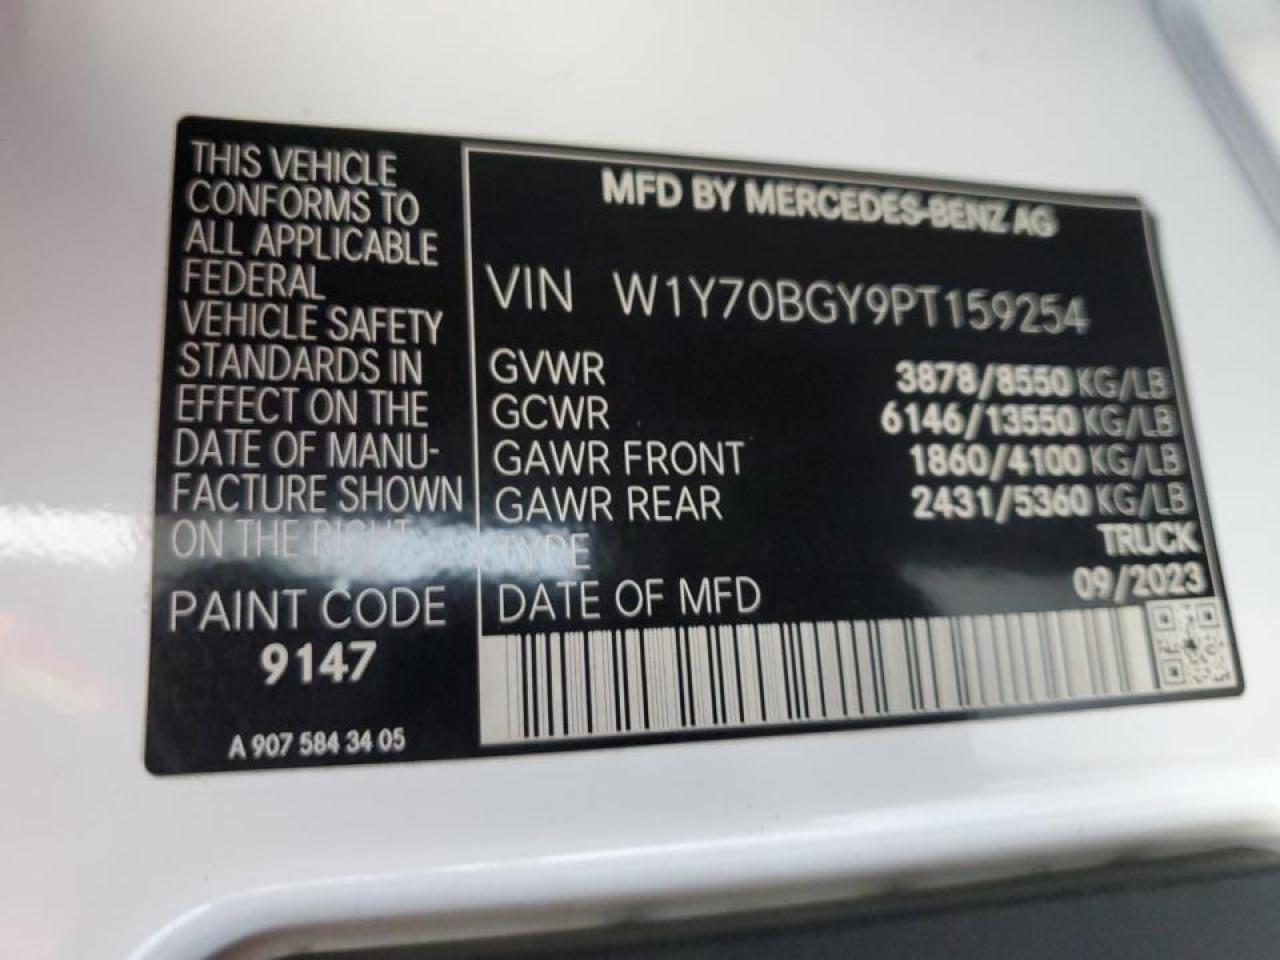 THIS VEHICLE
CONFORMS TO
ALL APPLICABLE
FEDERAL
VEHICLE SAFETY
STANDARDS IN
EFFECT ON THE
DATE OF MANU-
FACTURE SHOWN
ON THE RIGHT
PAINT CODE
9147
A 907 584 34 05
MFD BY MERCEDES-BENZ AG
VIN W1Y70BGY9PT159254
GVWR 3878/8550 KG/LB
GCWR 6146/13550 KG/LB
GAWR FRONT 1860/4100 KG/LB
GAWR REAR 2431/5360 KG/LB
TYPE TRUCK
DATE OF MFD 09/2023